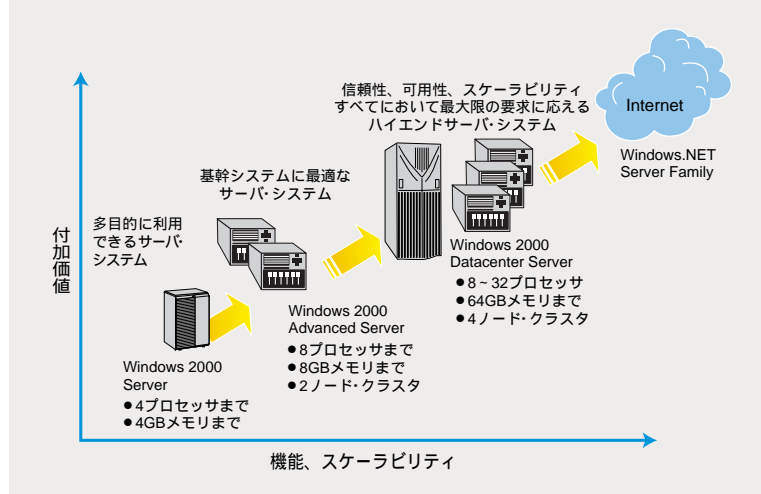 信頼性、可用性、スケーラビリティ
すべてにおいて最大限の要求に応える
ハイエンドサーバ・システム
Internet
Windows.NET
Server Family
基幹システムに最適な
サーバ・システム
多目的に利用
できるサーバ・
システム
付加価値
Windows 2000
Datacenter Server
●8~32プロセッサ
●64GBメモリまで
●4ノード・クラスタ
Windows 2000
Advanced Server
●8プロセッサまで
●8GBメモリまで
●2ノード・クラスタ
Windows 2000
Server
●4プロセッサまで
●4GBメモリまで
機能、スケーラビリティ